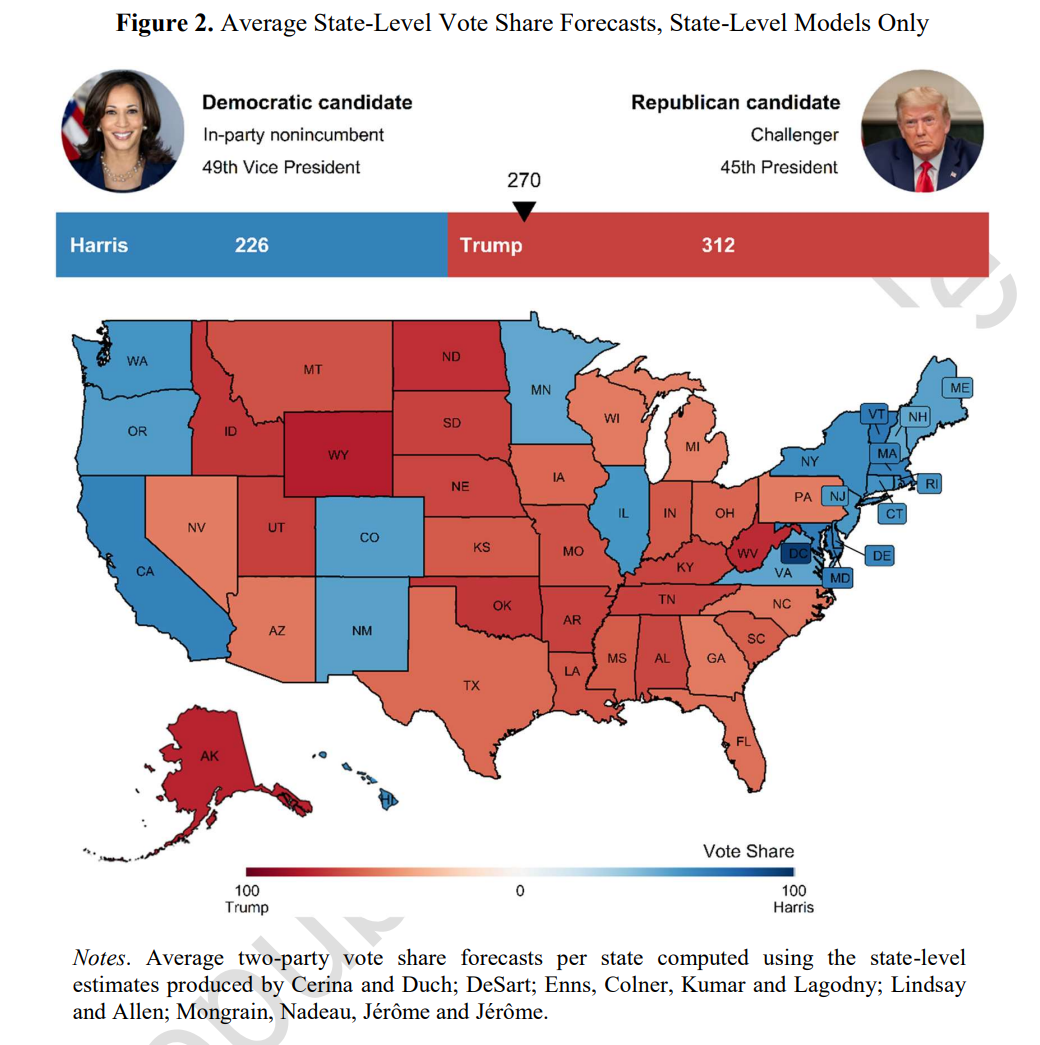 Figure 2. Average State-Level Vote Share Forecasts, State-Level Models Only
Democratic candidate
In-party nonincumbent
49th Vice President
Republican candidate
Challenger
45th President
270
Harris 226 Trump 312
WA
MT
ND
MN
ME
VT
NH
OR
ID
SD
WI
MI
MA
NY
WY
NE
IA
PA
NJ
RI
CT
NV
UT
CO
IL
IN
OH
KS
MO
WV
DC
DE
CA
KY
VA
MD
OK
TN
NC
AZ
NM
AR
SC
MS
AL
GA
TX
LA
FL
AK
HI
Vote Share
100 0 100
Trump Harris
Notes. Average two-party vote share forecasts per state computed using the state-level
estimates produced by Cerina and Duch; DeSart; Enns, Colner, Kumar and Lagodny; Lindsay
and Allen; Mongrain, Nadeau, Jérôme and Jérôme.